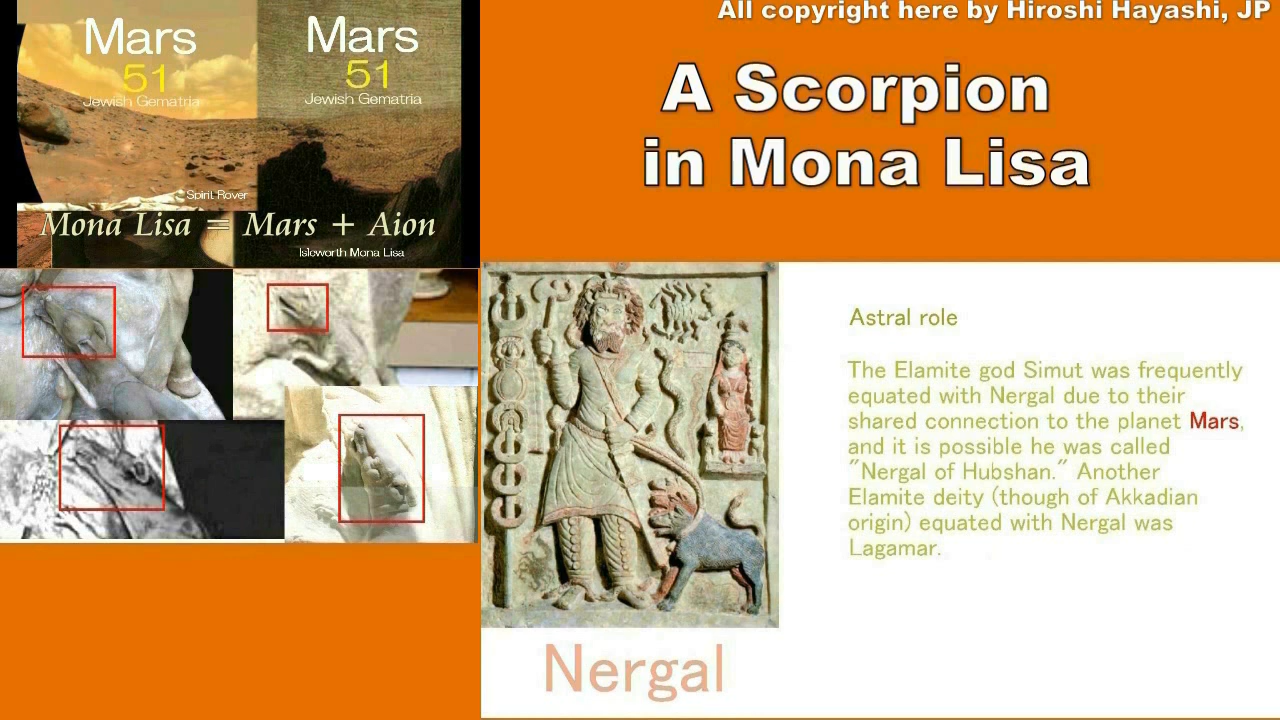 All copyright here by Hiroshi Hayashi, JP
A Scorpion
in Mona Lisa
Mars
51
Jewish Gematria
Mars
51
Jewish Gematria
Spirit Rover
Mona Lisa = Mars + Aion
Isleworth Mona Lisa
Astral role
The Elamite god Simut was frequently
equated with Nergal due to their
shared connection to the planet Mars,
and it is possible he was called
"Nergal of Hubshan." Another
Elamite deity (though of Akkadian
origin) equated with Nergal was
Lagamar.
Nergal